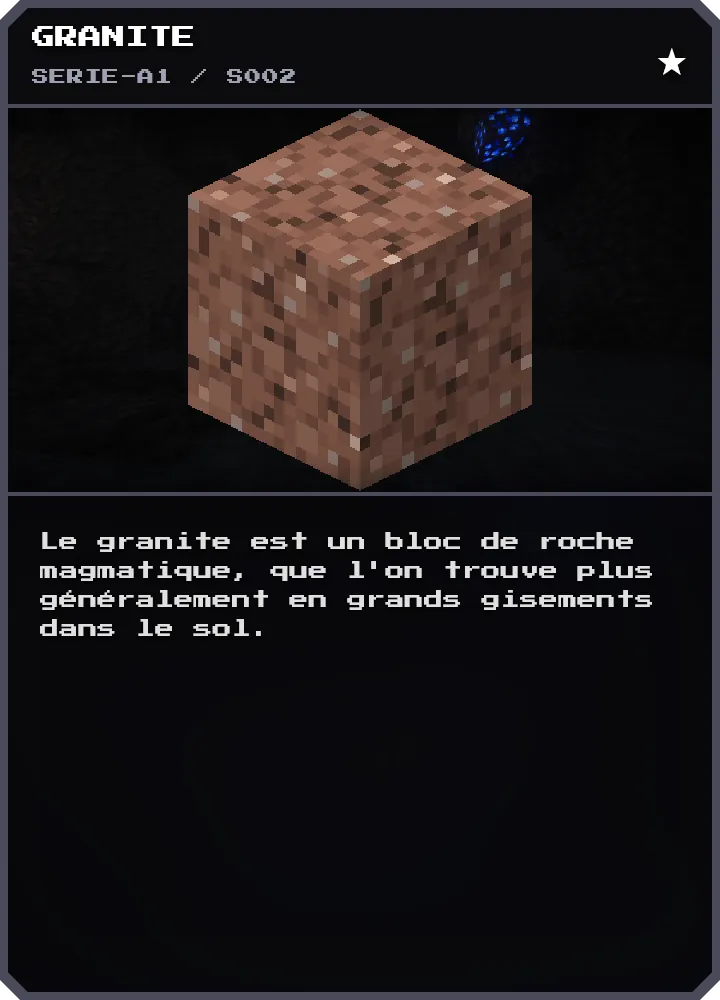 GRANITE
SERIE-A1 / S002
Le granite est un bloc de roche
magmatique, que l'on trouve plus
généralement en grands gisements
dans le sol.